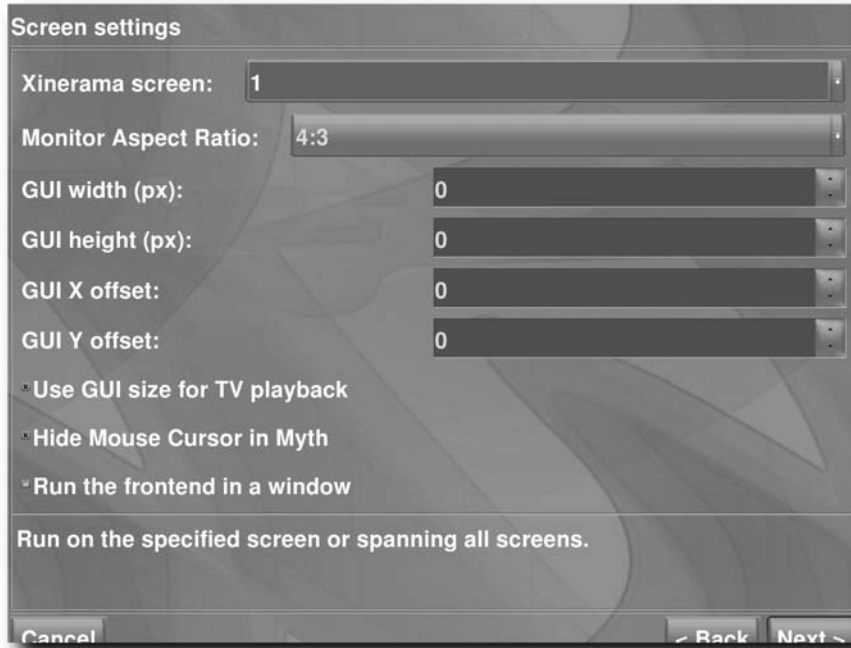 Screen settings
Xinerama screen: 1
Monitor Aspect Ratio: 4:3
GUI width (px): 0
GUI height (px): 0
GUI X offset: 0
GUI Y offset: 0
Use GUI size for TV playback
Hide Mouse Cursor in Myth
Run the frontend in a window
Run on the specified screen or spanning all screens.
Cancel < Back Next >